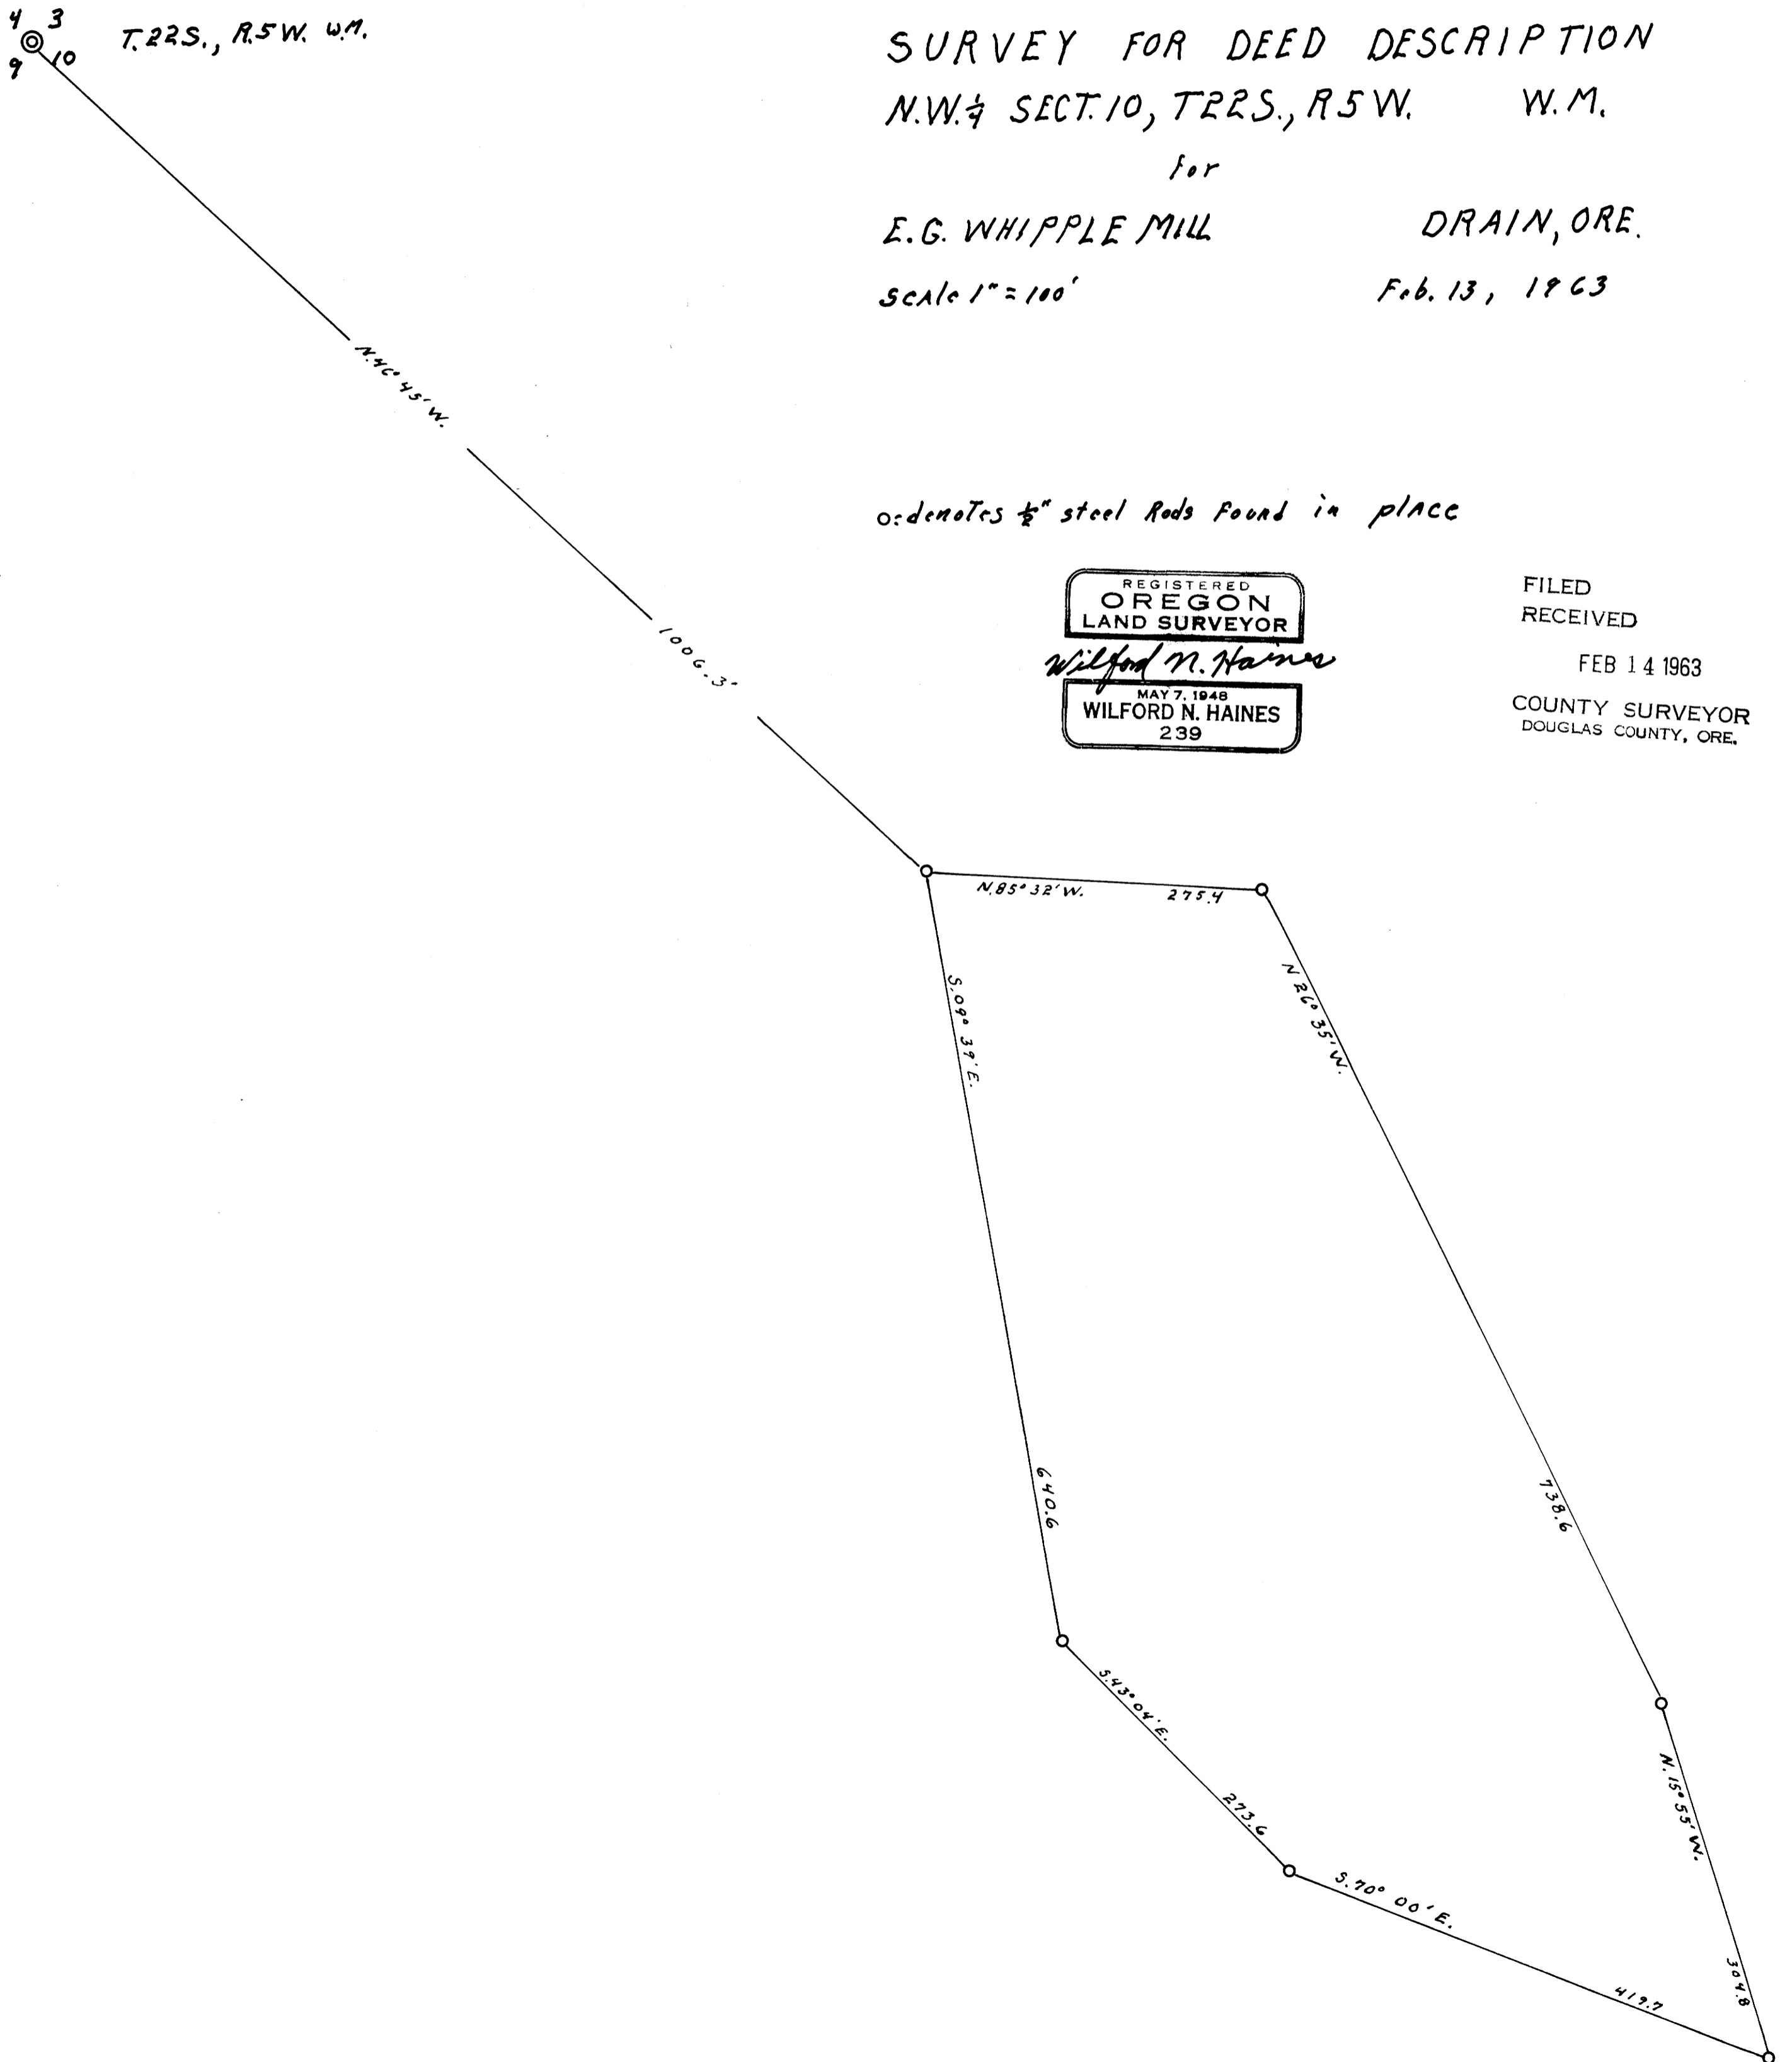 4 3
9 10
T.22S., R.5W. W.M.
SURVEY FOR DEED DESCRIPTION
N.W.¼ SECT.10, T22S., R5W. W.M.
for
E.G. WHIPPLE MILL DRAIN, ORE.
Scale 1"=100' Feb. 13, 1963
N.46°45'W.
1006.3'
o=denotes ½" steel Rods Found in place
REGISTERED
OREGON
LAND SURVEYOR
Wilford N. Haines
MAY 7, 1948
WILFORD N. HAINES
239
FILED
RECEIVED
FEB 14 1963
COUNTY SURVEYOR
DOUGLAS COUNTY, ORE.
N.85°32'W. 275.4
S.09°39'E.
640.6
N 26°35'W.
738.6
S.43°04'E.
273.6
S.70°00'E.
419.7
N.15°55'W.
304.8